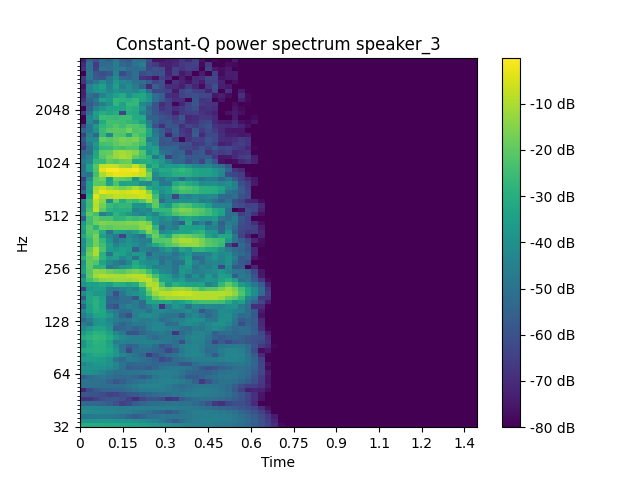 Constant-Q power spectrum speaker_3
Hz
2048
1024
512
256
128
64
32
0 0.15 0.3 0.45 0.6 0.75 0.9 1.1 1.2 1.4
Time
-10 dB
-20 dB
-30 dB
-40 dB
-50 dB
-60 dB
-70 dB
-80 dB